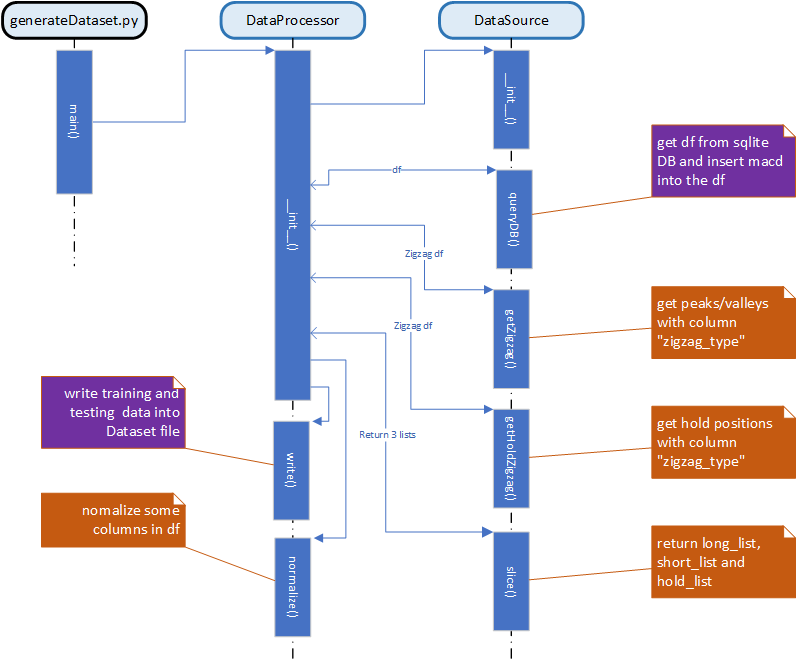 generateDataset.py
DataProcessor
DataSource
main()
__init__()
__init__()
get df from sqlite
DB and insert macd
into the df
df
queryDB()
Zigzag df
getZigzag()
get peaks/valleys
with column
"zigzag_type"
Zigzag df
write training and
testing  data into
Dataset file
Return 3 lists
write()
getHoldZigzag()
get hold positions
with column
"zigzag_type"
nomalize some
columns in df
normalize()
slice()
return long_list,
short_list and
hold_list